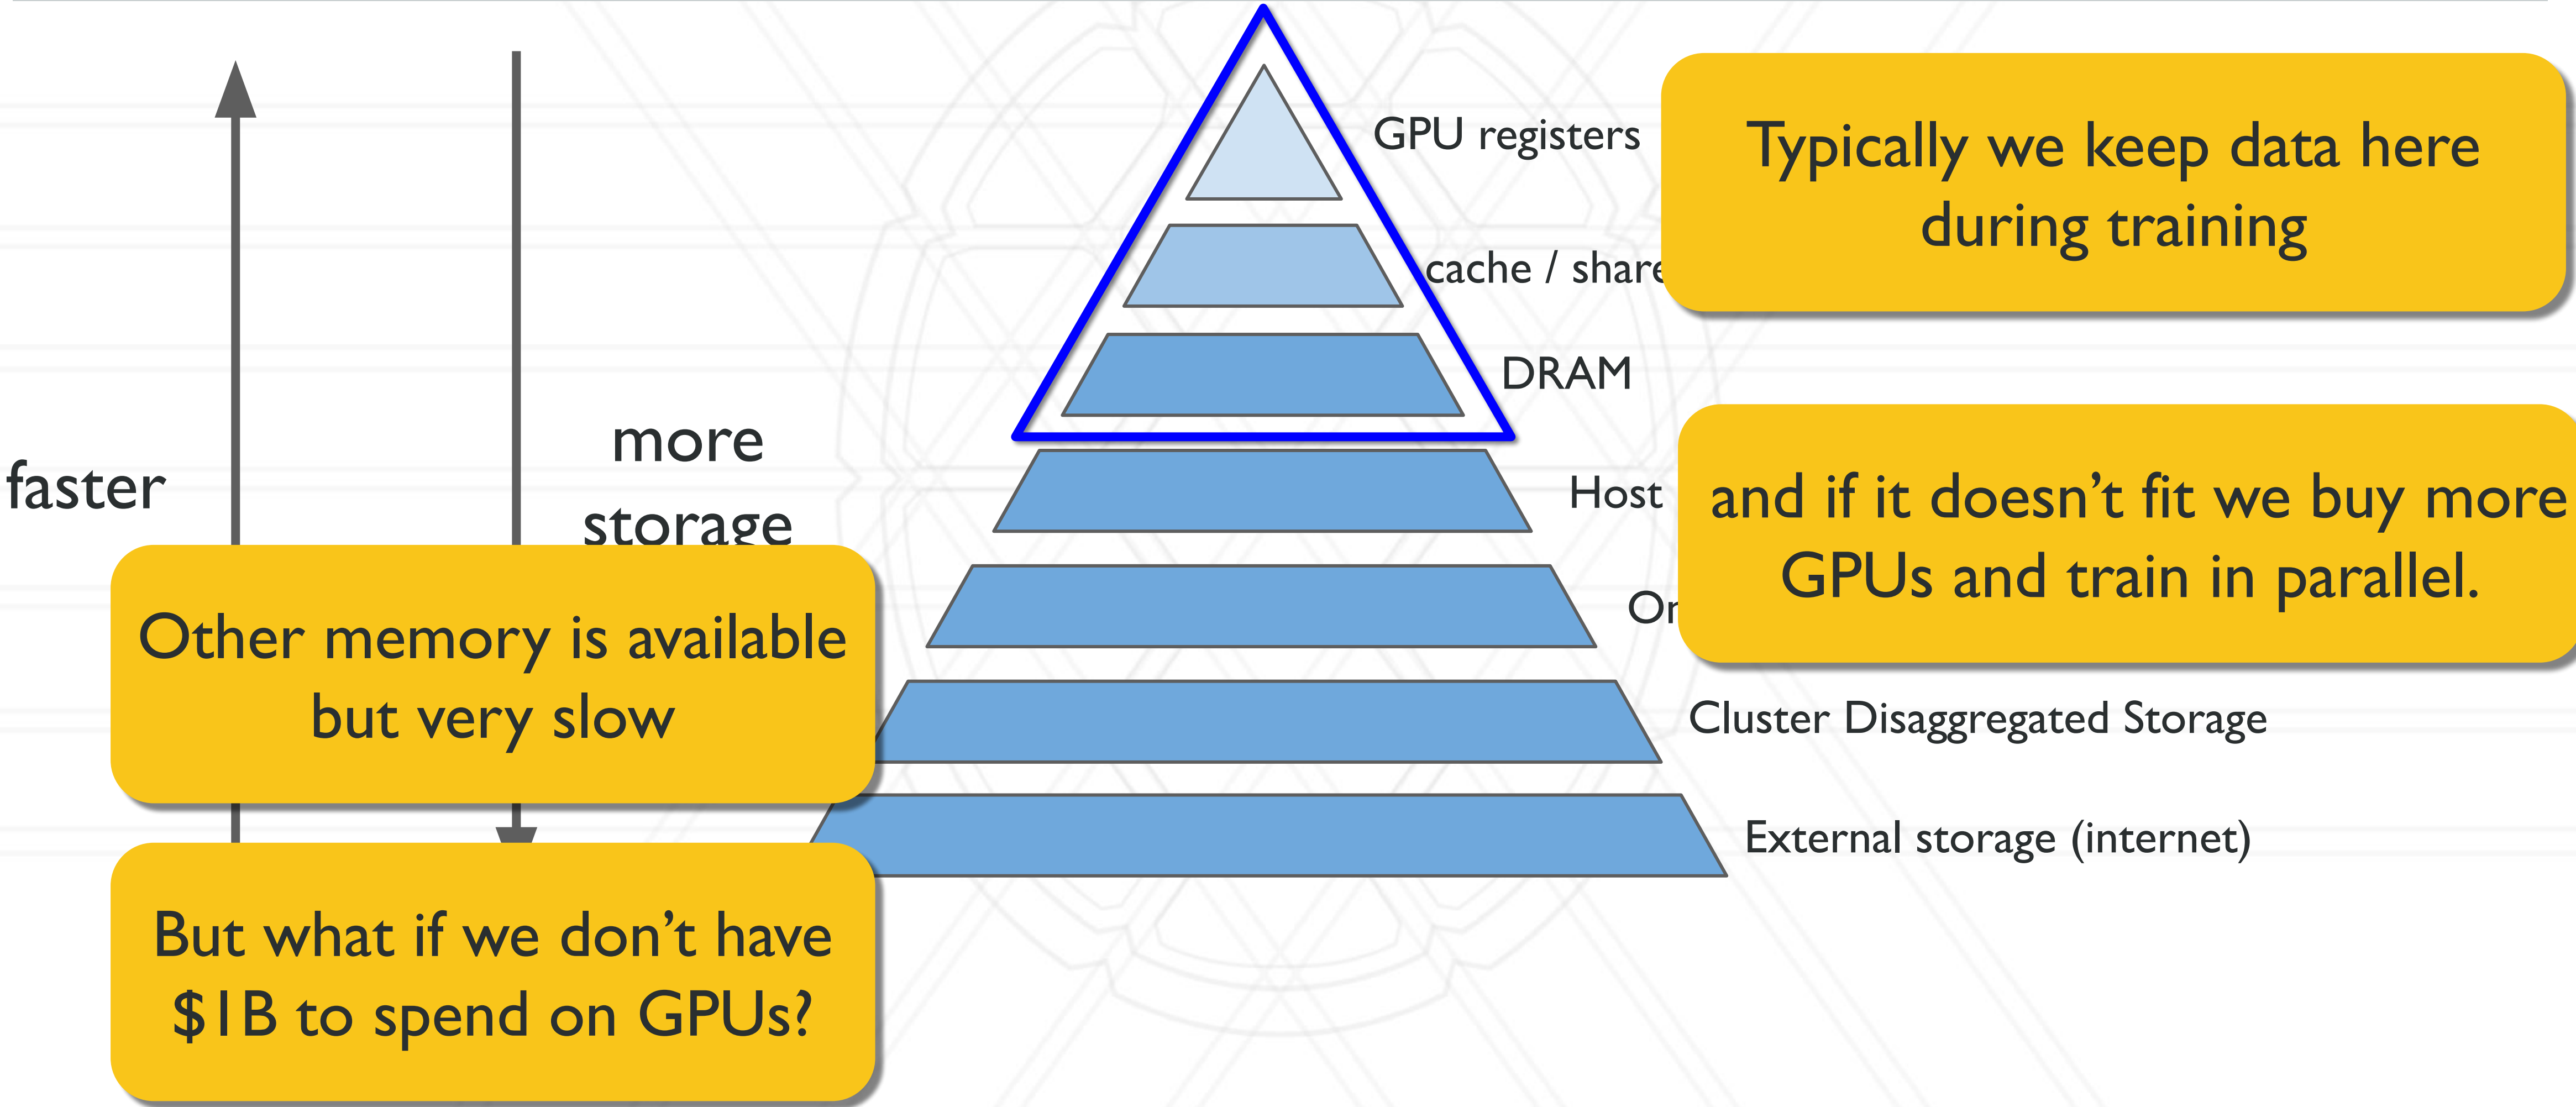 faster
more
storage
GPU registers
cache / share
DRAM
Host
Cluster Disaggregated Storage
External storage (internet)
Typically we keep data here
during training
and if it doesn’t fit we buy more
GPUs and train in parallel.
Other memory is available
but very slow
But what if we don’t have
$1B to spend on GPUs?